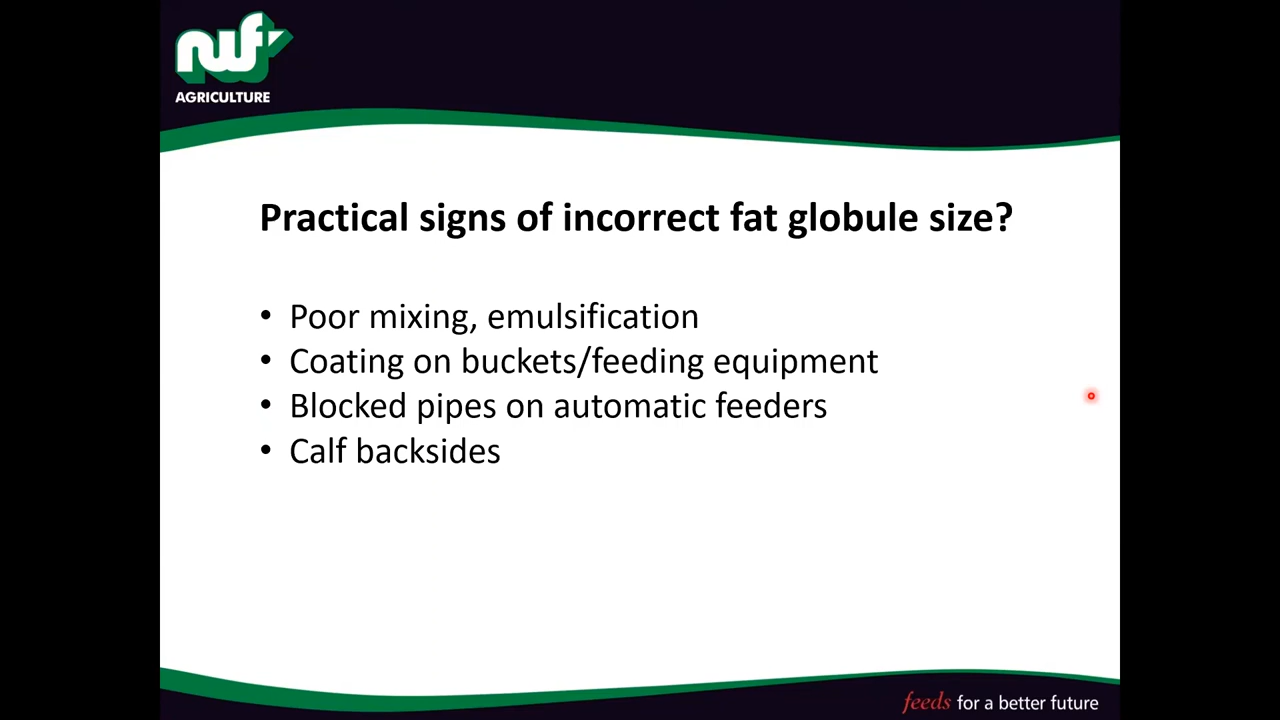 nwf
AGRICULTURE
Practical signs of incorrect fat globule size?
• Poor mixing, emulsification
• Coating on buckets/feeding equipment
• Blocked pipes on automatic feeders
• Calf backsides
feeds for a better future